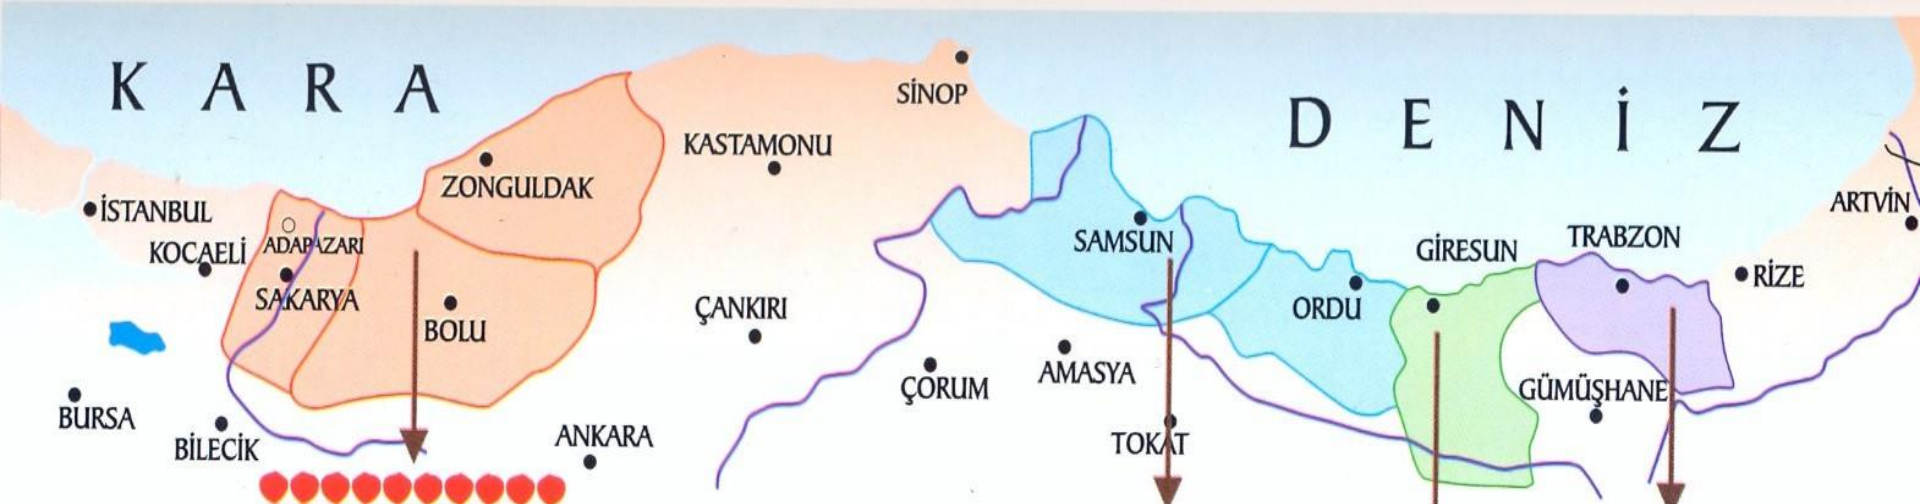 KARA
DENİZ
SİNOP
KASTAMONU
ZONGULDAK
İSTANBUL
KOCAELİ
ADAPAZARI
SAKARYA
BOLU
ÇANKIRI
SAMSUN
ORDU
GİRESUN
TRABZON
RİZE
ARTVİN
BURSA
BİLECİK
ANKARA
ÇORUM
AMASYA
TOKAT
GÜMÜŞHANE